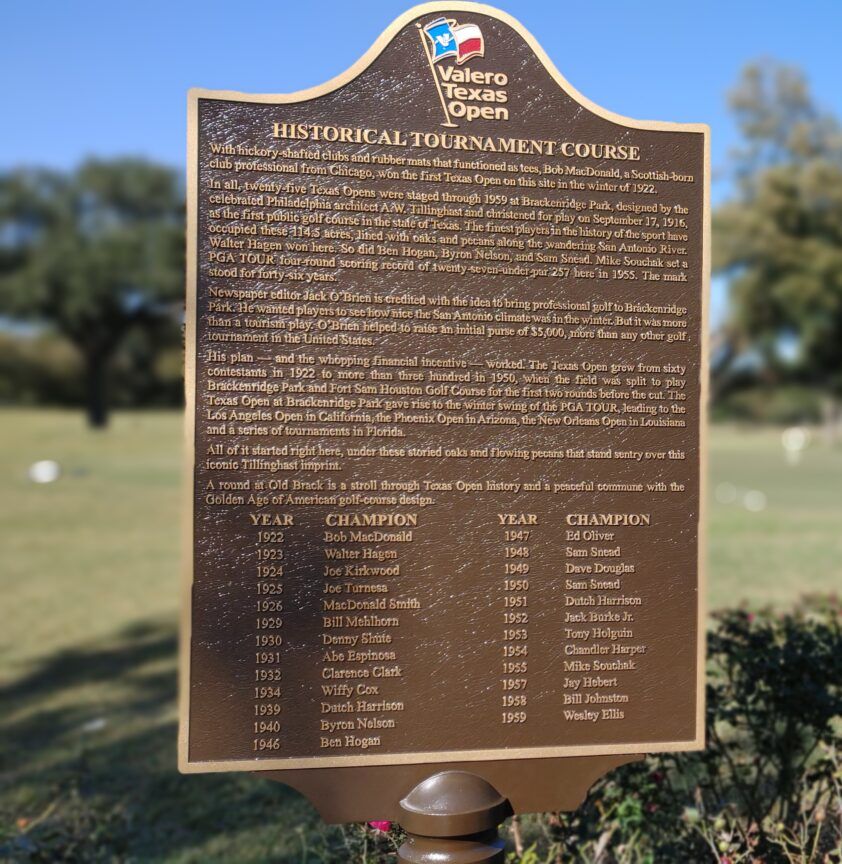 Valero
Texas
Open
HISTORICAL TOURNAMENT COURSE
With hickory-shafted clubs and rubber mats that functioned as tees, Bob MacDonald, a Scottish-born
club professional from Chicago, won the first Texas Open on this site in the winter of 1922.
In all, twenty-five Texas Opens were staged through 1959 at Brackenridge Park, designed by the
celebrated Philadelphia architect A.W. Tillinghast and christened for play on September 17, 1916,
as the first public golf course in the state of Texas. The finest players in the history of the sport have
occupied these 114.5 acres, lined with oaks and pecans along the wandering San Antonio River.
Walter Hagen won here. So did Ben Hogan, Byron Nelson, and Sam Snead. Mike Souchak set a
PGA TOUR four-round scoring record of twenty-seven-under-par 257 here in 1955. The mark
stood for forty-six years.
Newspaper editor Jack O'Brien is credited with the idea to bring professional golf to Brackenridge
Park. He wanted players to see how nice the San Antonio climate was in the winter. But it was more
than a tourism play. O'Brien helped to raise an initial purse of $5,000, more than any other golf
tournament in the United States.
His plan — and the whopping financial incentive — worked. The Texas Open grew from sixty
contestants in 1922 to more than three hundred in 1950, when the field was split to play
Brackenridge Park and Fort Sam Houston Golf Course for the first two rounds before the cut. The
Texas Open at Brackenridge Park gave rise to the winter swing of the PGA TOUR, leading to the
Los Angeles Open in California, the Phoenix Open in Arizona, the New Orleans Open in Louisiana
and a series of tournaments in Florida.
All of it started right here, under these storied oaks and flowing pecans that stand sentry over this
iconic Tillinghast imprint.
A round at Old Brack is a stroll through Texas Open history and a peaceful commune with the
Golden Age of American golf-course design.
YEAR CHAMPION
1922 Bob MacDonald
1923 Walter Hagen
1924 Joe Kirkwood
1925 Joe Turnesa
1926 MacDonald Smith
1929 Bill Mehlhorn
1930 Denny Shute
1931 Abe Espinosa
1932 Clarence Clark
1934 Wiffy Cox
1939 Dutch Harrison
1940 Byron Nelson
1946 Ben Hogan
YEAR CHAMPION
1947 Ed Oliver
1948 Sam Snead
1949 Dave Douglas
1950 Sam Snead
1951 Dutch Harrison
1952 Jack Burke Jr.
1953 Tony Holguin
1954 Chandler Harper
1955 Mike Souchak
1957 Jay Hebert
1958 Bill Johnston
1959 Wesley Ellis